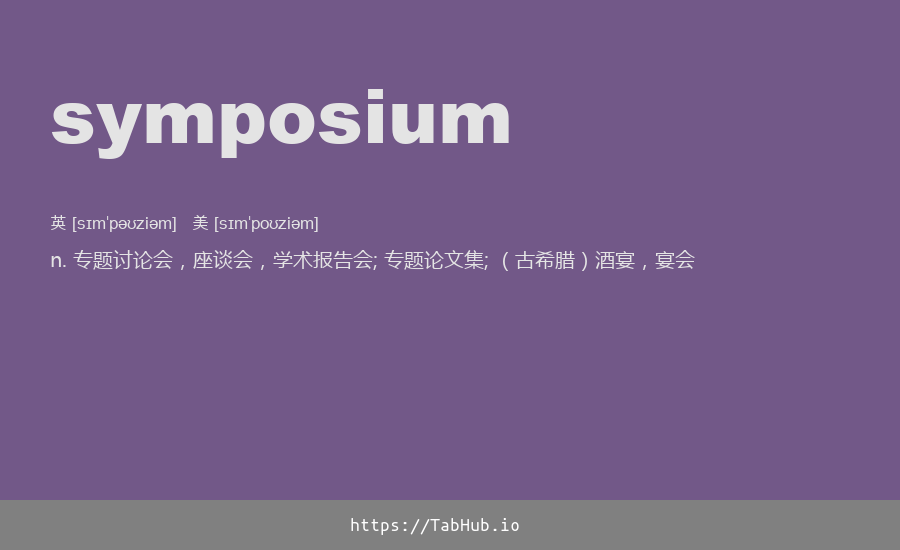 symposium
英 [sɪmˈpəʊziəm] 美 [sɪmˈpoʊziəm]
n. 专题讨论会，座谈会，学术报告会; 专题论文集; （古希腊）酒宴，宴会
https://TabHub.io